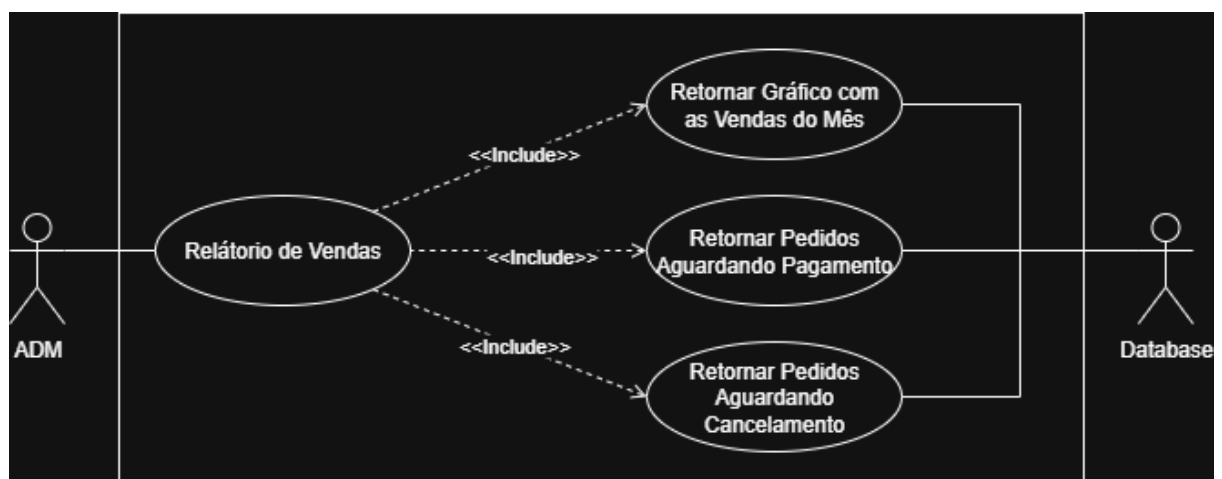 Retornar Gráfico com
as Vendas do Mês
<<Include>>
Relátorio de Vendas
<<Include>>
Retornar Pedidos
Aguardando Pagamento
ADM
Database
<<Include>>
Retornar Pedidos
Aguardando
Cancelamento